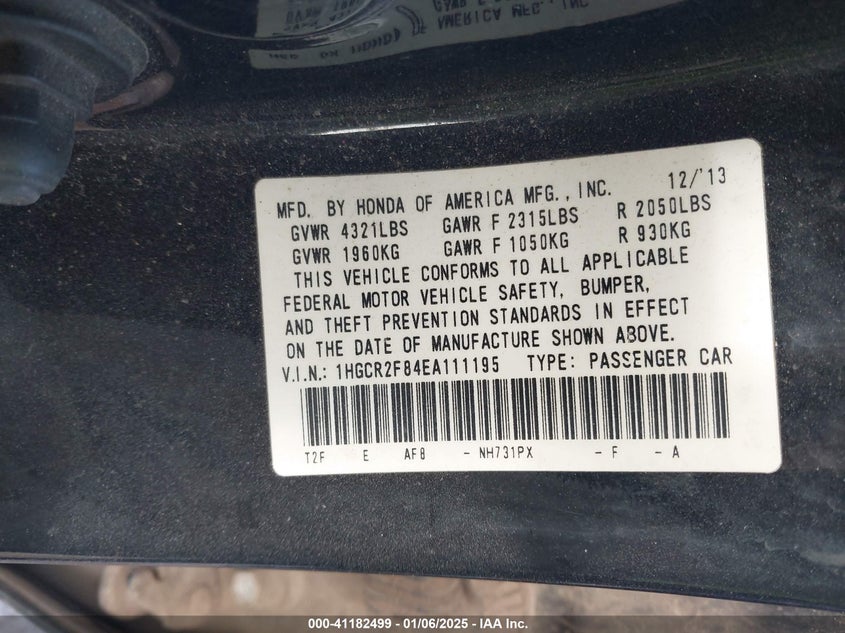 MFD. BY HONDA OF AMERICA MFG., INC. 12/'13
GVWR 4321LBS GAWR F 2315LBS R 2050LBS
GVWR 1960KG GAWR F 1050KG R 930KG
THIS VEHICLE CONFORMS TO ALL APPLICABLE
FEDERAL MOTOR VEHICLE SAFETY, BUMPER,
AND THEFT PREVENTION STANDARDS IN EFFECT
ON THE DATE OF MANUFACTURE SHOWN ABOVE.
V.I.N.: 1HGCR2F84EA111195 TYPE: PASSENGER CAR
T2F E AF8 - NH731PX - F - A
000-41182499 - 01/06/2025 - IAA Inc.